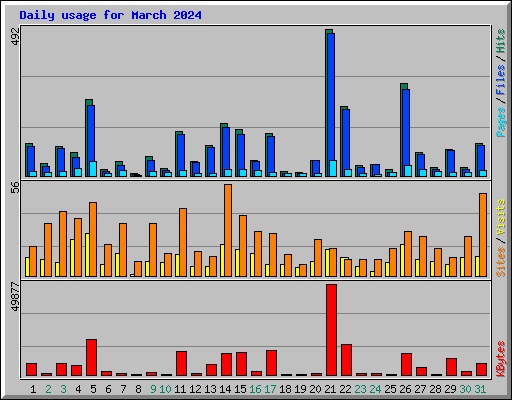 Daily usage for March 2024
492
Pages / Files / Hits
56
Sites / Visits
49877
KBytes
1 2 3 4 5 6 7 8 9 10 11 12 13 14 15 16 17 18 19 20 21 22 23 24 25 26 27 28 29 30 31